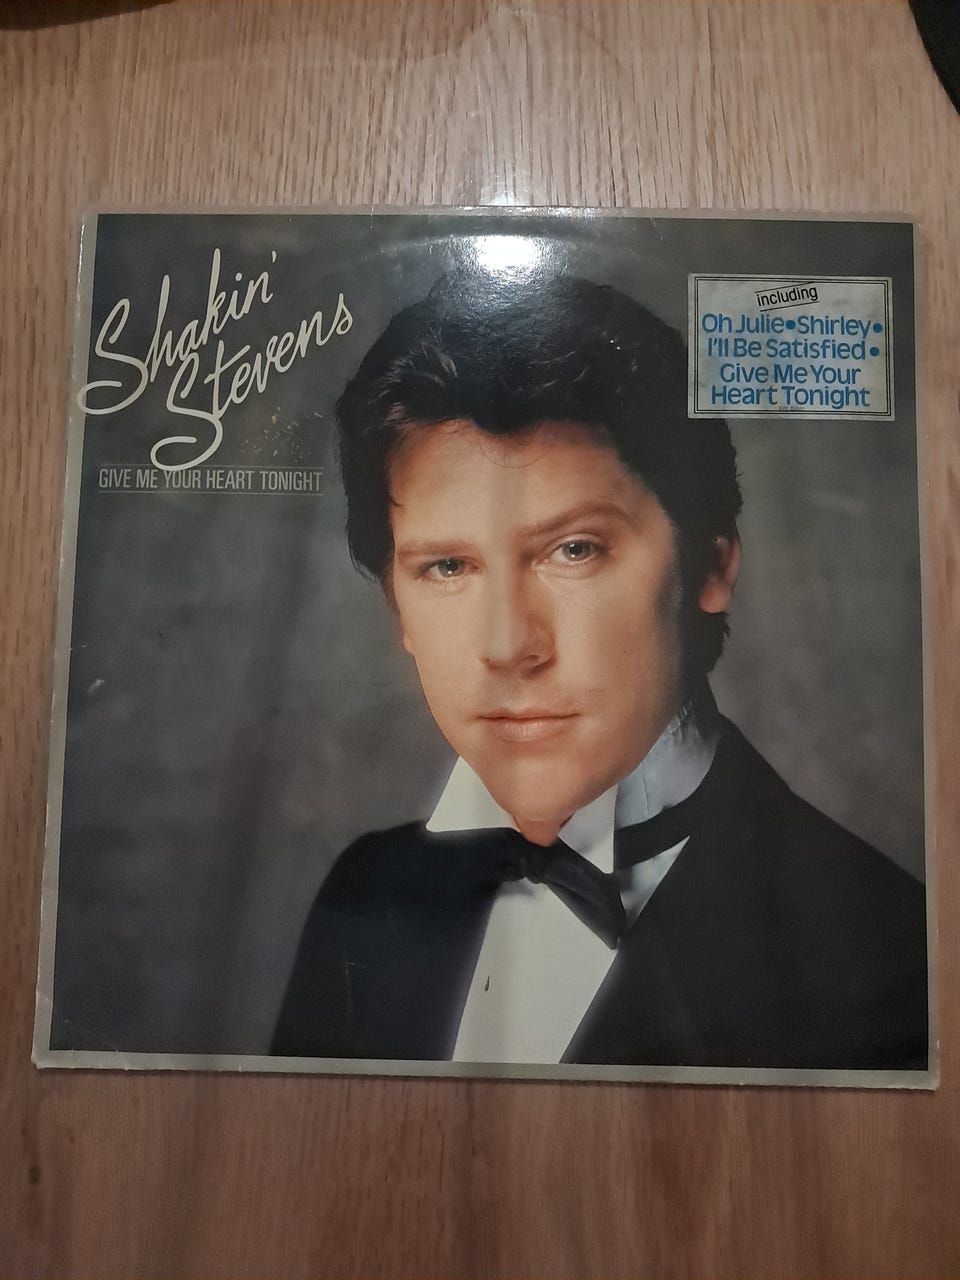 Shakin'
Stevens
GIVE ME YOUR HEART TONIGHT
including
Oh Julie•Shirley•
I'll Be Satisfied•
Give Me Your
Heart Tonight